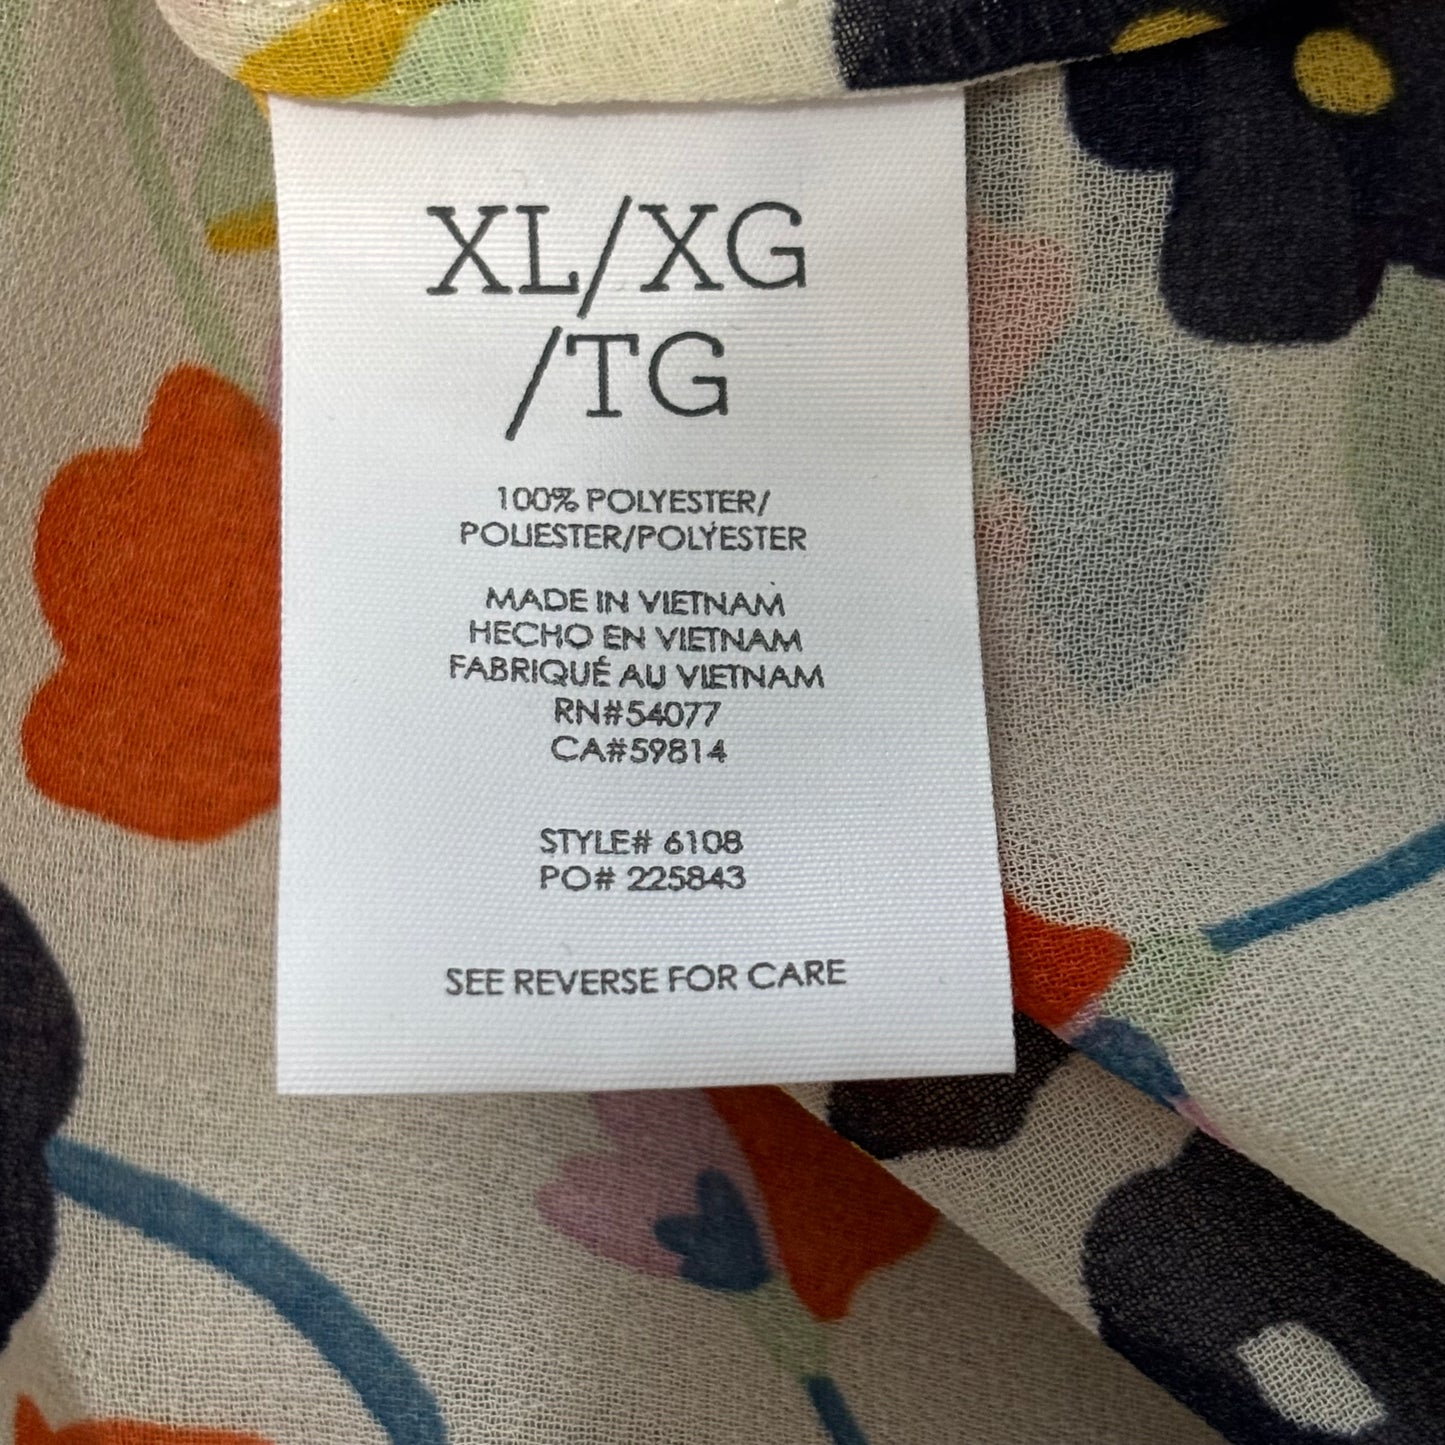 XL/XG
/TG
100% POLYESTER/
POLIESTER/POLYESTER
MADE IN VIETNAM
HECHO EN VIETNAM
FABRIQUÉ AU VIETNAM
RN#54077
CA#59814
STYLE# 6108
PO# 225843
SEE REVERSE FOR CARE